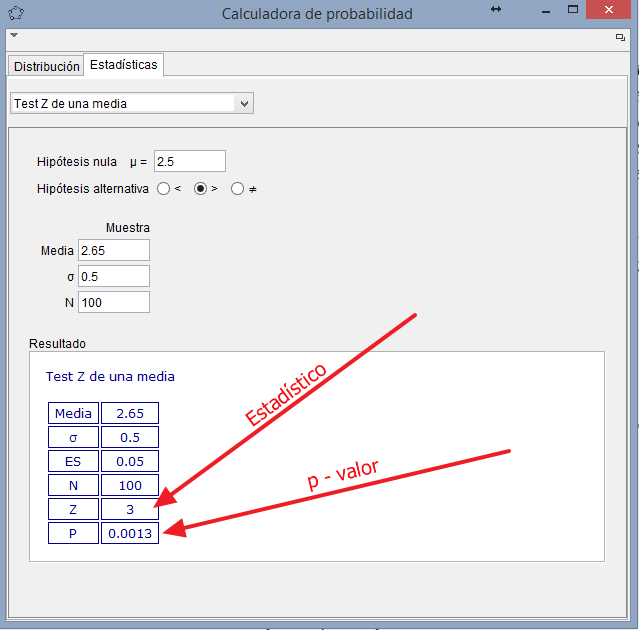 Calculadora de probabilidad
Distribución Estadísticas
Test Z de una media
Hipótesis nula μ = 2.5
Hipótesis alternativa < > ≠
Muestra
Media 2.65
σ 0.5
N 100
Resultado
Test Z de una media
Media 2.65
σ 0.5
ES 0.05
N 100
Z 3
P 0.0013
Estadístico
p - valor